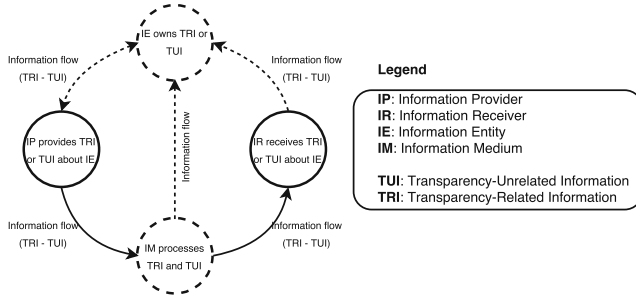 IE owns TRI or
TUI
Information flow
(TRI - TUI)
Information flow
(TRI - TUI)
IP provides TRI
or TUI about IE
Information flow
IR receives TRI
or TUI about IE
Information flow
(TRI - TUI)
Information flow
(TRI - TUI)
IM processes
TRI and TUI
Legend
IP: Information Provider
IR: Information Receiver
IE: Information Entity
IM: Information Medium
TUI: Transparency-Unrelated Information
TRI: Transparency-Related Information